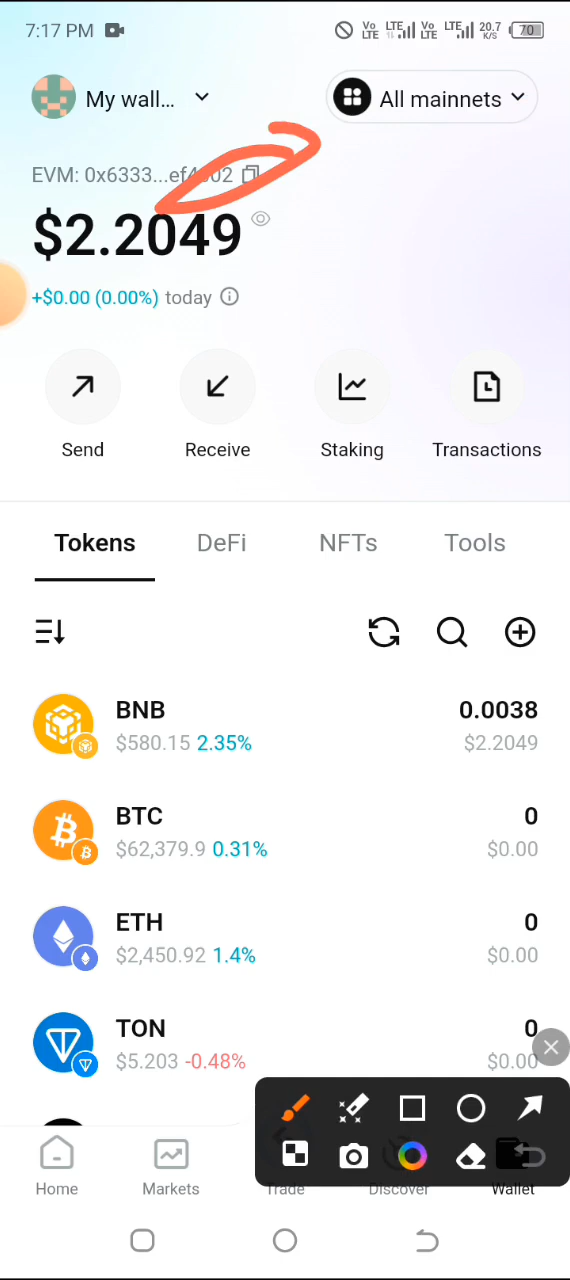 7:17 PM
Vo LTE LTE Vo LTE LTE 20.7 K/S 70
My wall... All mainnets
EVM: 0x6333...
$2.2049
+$0.00 (0.00%) today
Send Receive Staking Transactions
Tokens DeFi NFTs Tools
BNB 0.0038
$580.15 2.35% $2.2049
BTC 0
$62,379.9 0.31% $0.00
ETH 0
$2,450.92 1.4% $0.00
TON 0
$5.203 -0.48% $0.00
Home Markets Trade Discover Wallet